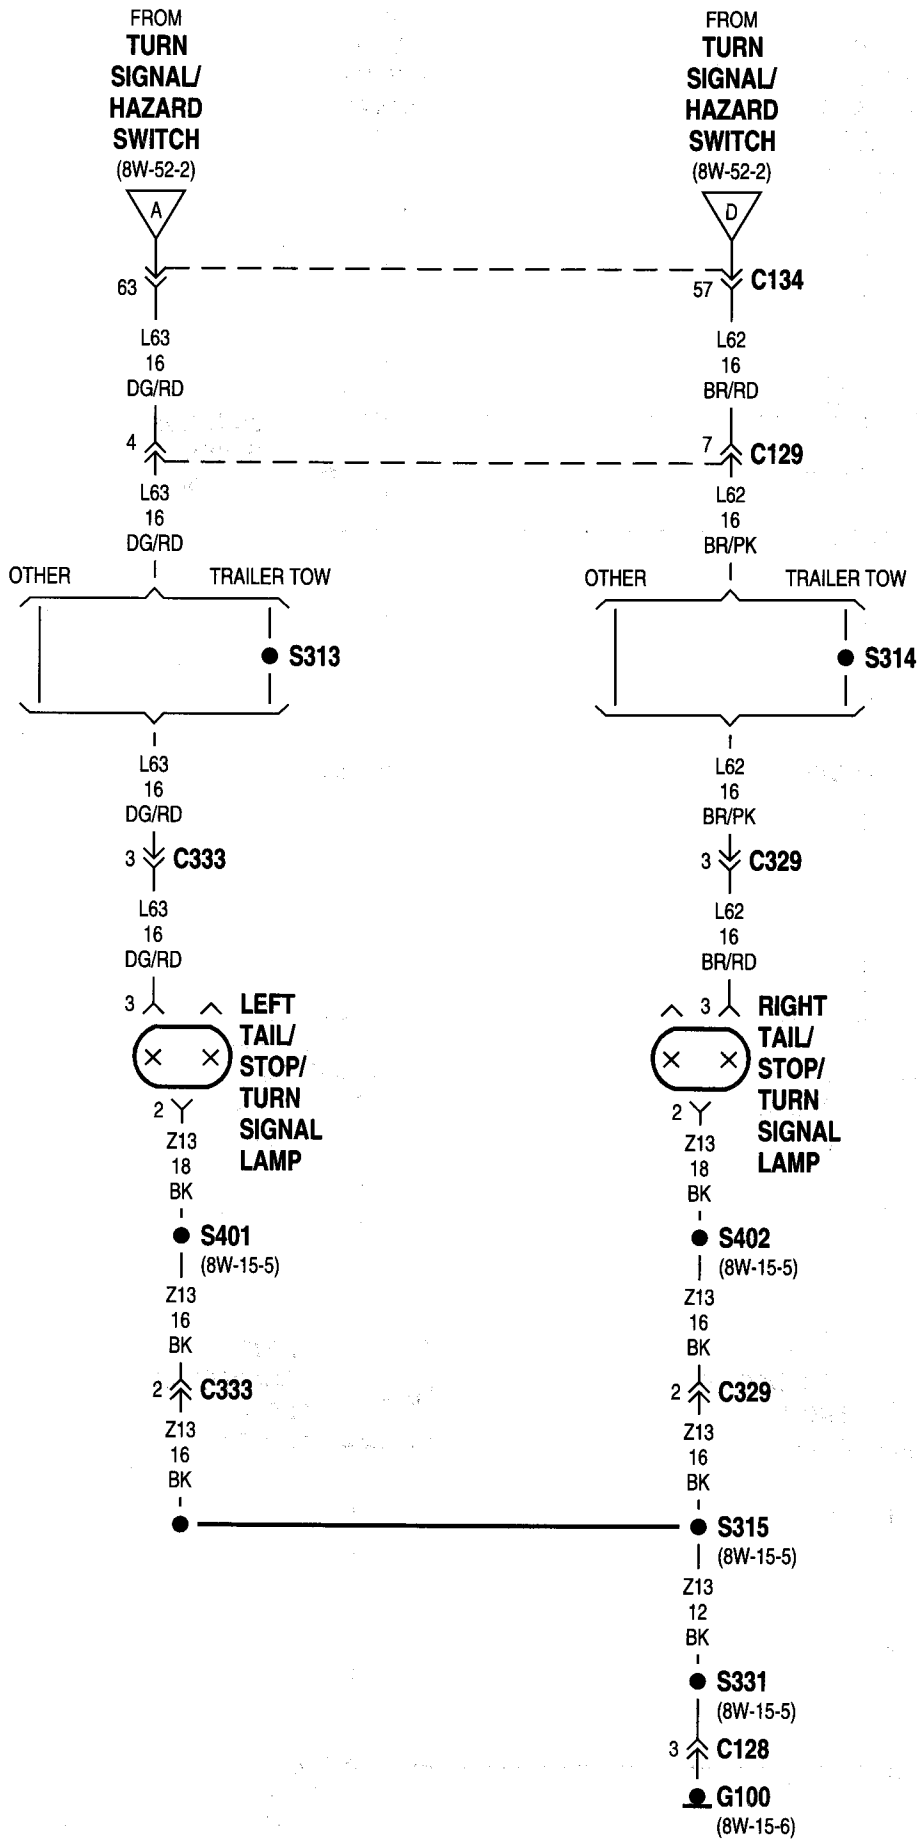 FROM
TURN
SIGNAL/
HAZARD
SWITCH
(8W-52-2)
A
63
L63
16
DG/RD
4
L63
16
DG/RD
OTHER
TRAILER TOW
S313
L63
16
DG/RD
3
C333
L63
16
DG/RD
3
LEFT
TAIL/
STOP/
TURN
SIGNAL
LAMP
2
Z13
18
BK
S401
(8W-15-5)
Z13
16
BK
2
C333
Z13
16
BK
FROM
TURN
SIGNAL/
HAZARD
SWITCH
(8W-52-2)
D
57
C134
L62
16
BR/RD
7
C129
L62
16
BR/PK
OTHER
TRAILER TOW
S314
L62
16
BR/PK
3
C329
L62
16
BR/RD
3
RIGHT
TAIL/
STOP/
TURN
SIGNAL
LAMP
2
Z13
18
BK
S402
(8W-15-5)
Z13
16
BK
2
C329
Z13
16
BK
S315
(8W-15-5)
Z13
12
BK
S331
(8W-15-5)
3
C128
G100
(8W-15-6)